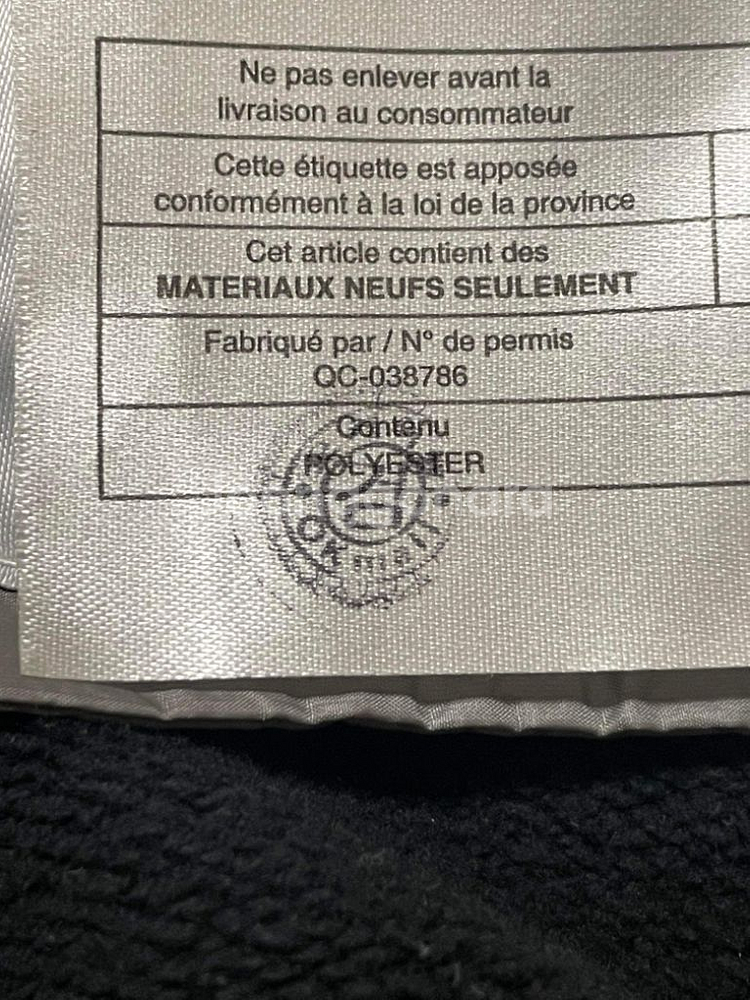 Ne pas enlever avant la
livraison au consommateur
Cette étiquette est apposée
conformément à la loi de la province
Cet article contient des
MATERIAUX NEUFS SEULEMENT
Fabriqué par / N° de permis
QC-038786
Contenu
POLYESTER
OKmall